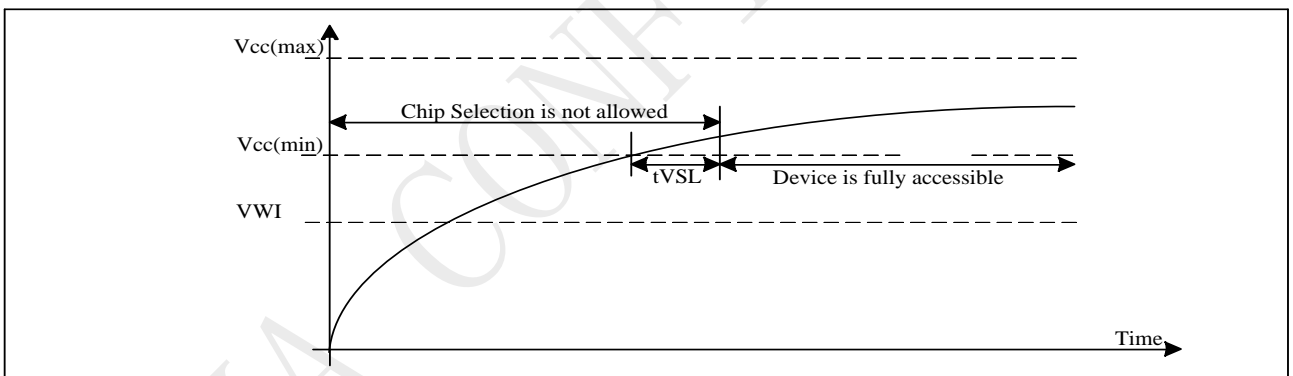 Vcc(max)
Chip Selection is not allowed
Vcc(min)
tVSL
Device is fully accessible
VWI
Time